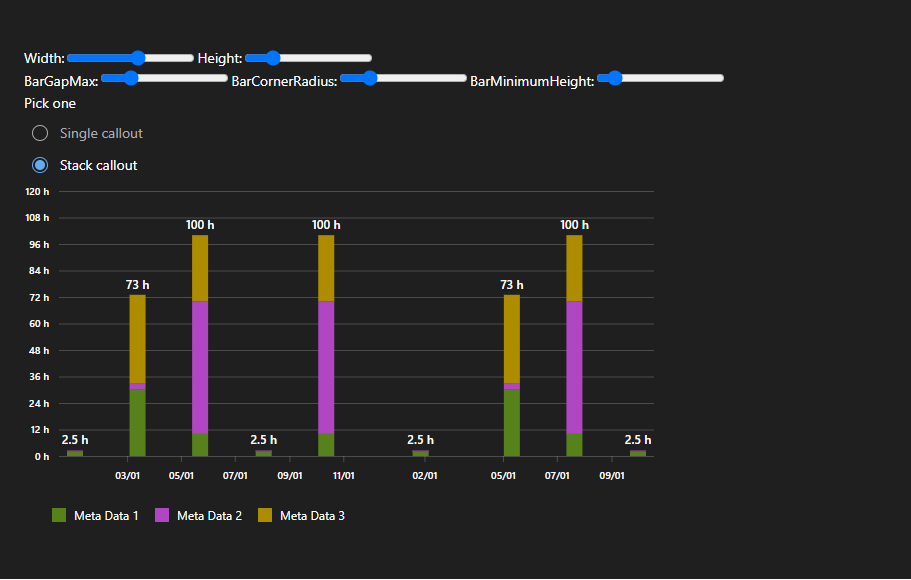 Width: Height:
BarGapMax: BarCornerRadius: BarMinimumHeight:
Pick one
Single callout
Stack callout
120 h
108 h
100 h 100 h 100 h
96 h
84 h
73 h 73 h
72 h
60 h
48 h
36 h
24 h
12 h
2.5 h 2.5 h 2.5 h 2.5 h
0 h
03/01 05/01 07/01 09/01 11/01 02/01 05/01 07/01 09/01
Meta Data 1 Meta Data 2 Meta Data 3